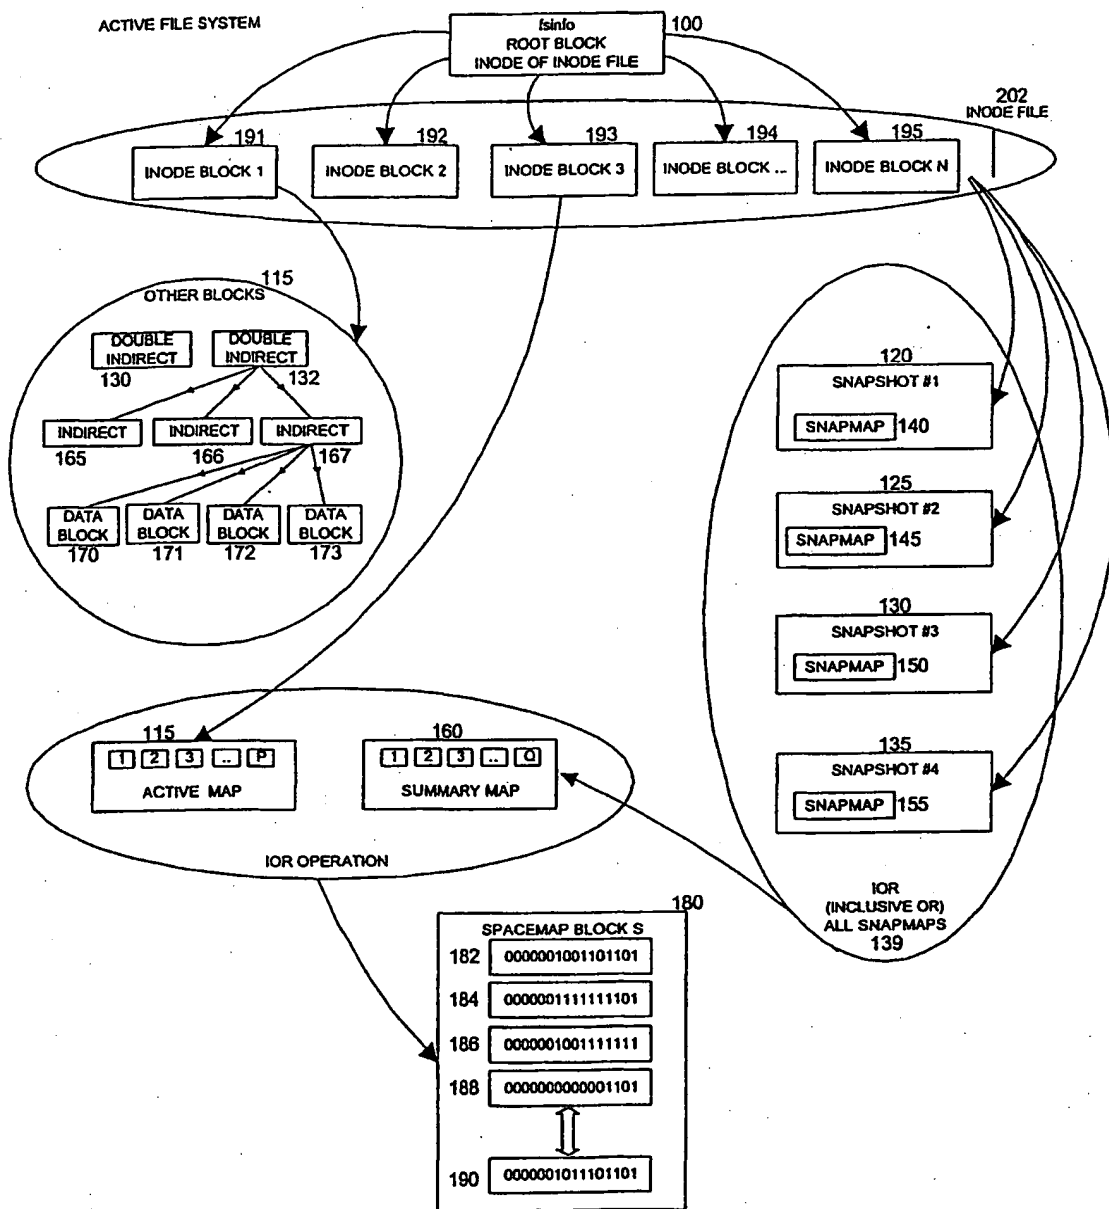 ACTIVE FILE SYSTEM
fsinfo
ROOT BLOCK
INODE OF INODE FILE
100
202
INODE FILE
191
192
193
194
195
INODE BLOCK 1
INODE BLOCK 2
INODE BLOCK 3
INODE BLOCK ...
INODE BLOCK N
115
OTHER BLOCKS
DOUBLE
INDIRECT
130
DOUBLE
INDIRECT
132
INDIRECT
165
INDIRECT
166
INDIRECT
167
DATA
BLOCK
170
DATA
BLOCK
171
DATA
BLOCK
172
DATA
BLOCK
173
120
SNAPSHOT #1
SNAPMAP
140
125
SNAPSHOT #2
SNAPMAP
145
130
SNAPSHOT #3
SNAPMAP
150
135
SNAPSHOT #4
SNAPMAP
155
IOR
(INCLUSIVE OR)
ALL SNAPMAPS
139
115
1 2 3 .. P
ACTIVE MAP
160
1 2 3 .. Q
SUMMARY MAP
IOR OPERATION
180
SPACEMAP BLOCK S
182 0000001001101101
184 0000001111111101
186 0000001001111111
188 0000000000001101
190 0000001011101101